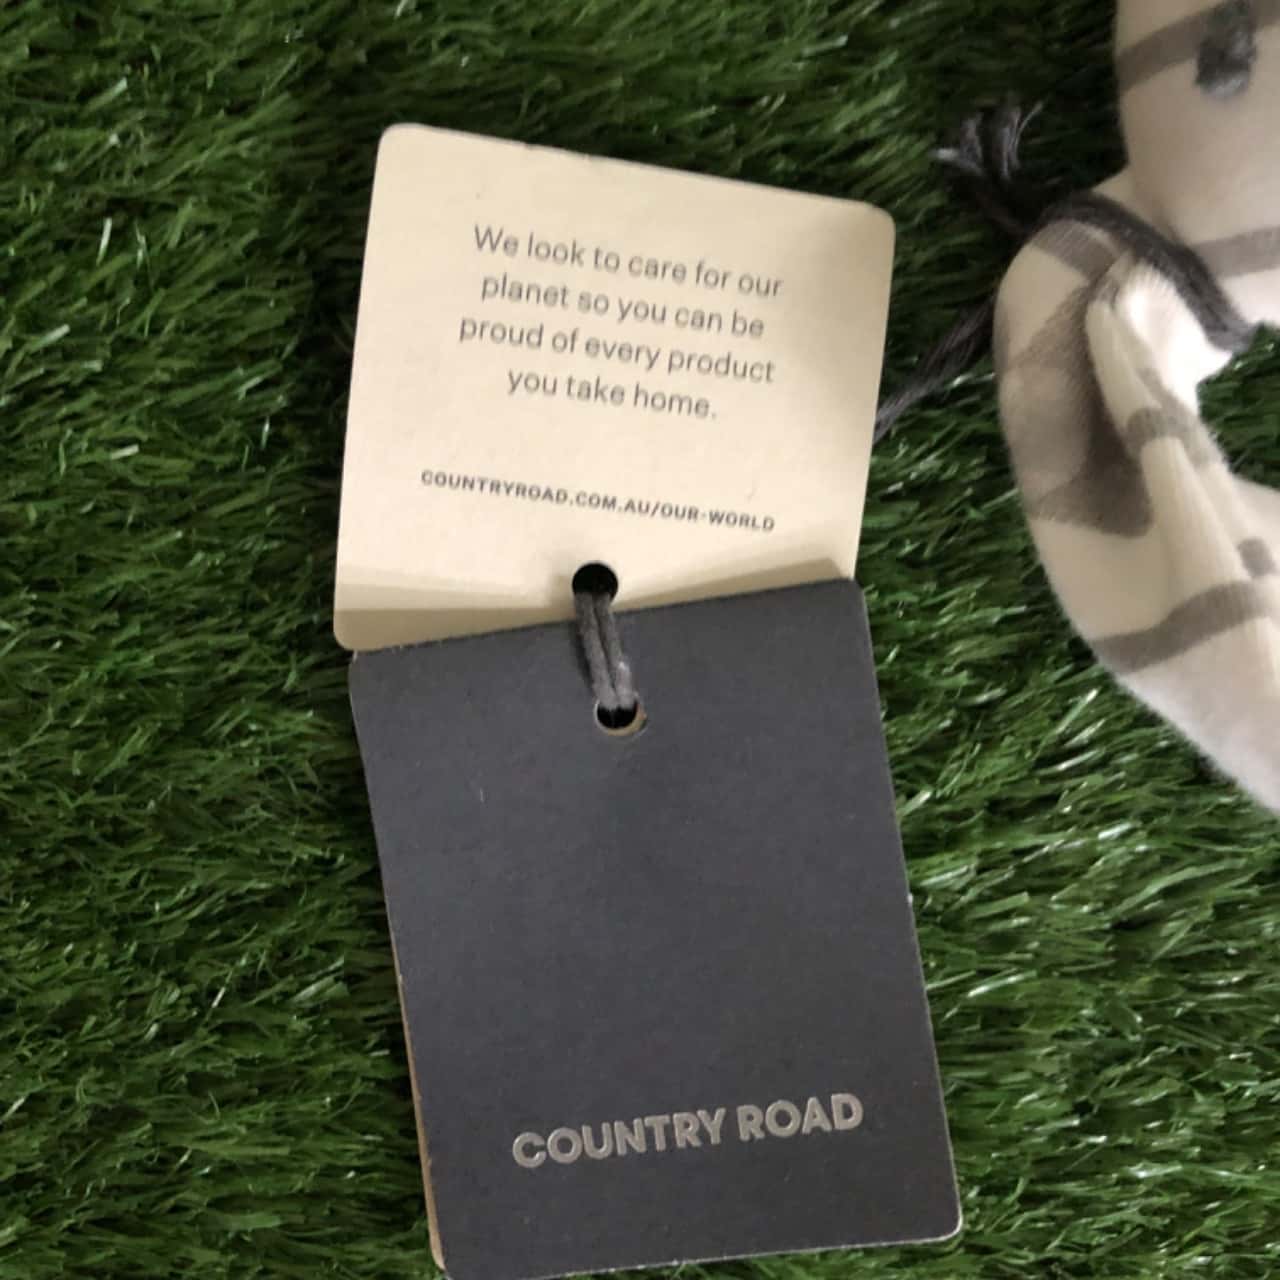 We look to care for our
planet so you can be
proud of every product
you take home.
COUNTRYROAD.COM.AU/OUR-WORLD
COUNTRY ROAD